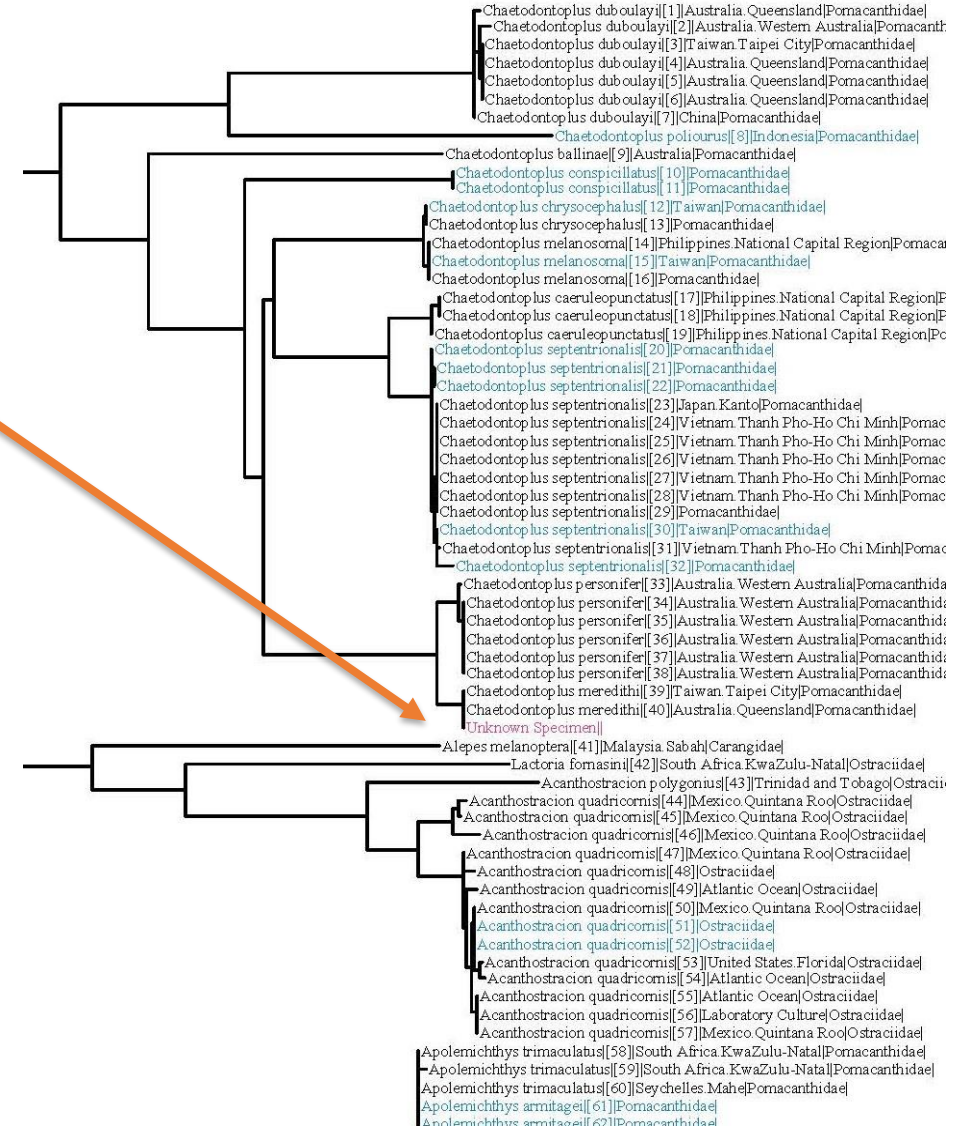 Chaetodontoplus duboulayi|[1]|Australia.Queensland|Pomacanthidae|
Chaetodontoplus duboulayi|[2]|Australia.Western Australia|Pomacanth
Chaetodontoplus duboulayi|[3]|Taiwan.Taipei City|Pomacanthidae|
Chaetodontoplus duboulayi|[4]|Australia.Queensland|Pomacanthidae|
Chaetodontoplus duboulayi|[5]|Australia.Queensland|Pomacanthidae|
Chaetodontoplus duboulayi|[6]|Australia.Queensland|Pomacanthidae|
Chaetodontoplus duboulayi|[7]|China|Pomacanthidae|
Chaetodontoplus poliourus|[8]|Indonesia|Pomacanthidae|
Chaetodontoplus ballinae|[9]|Australia|Pomacanthidae|
Chaetodontoplus conspicillatus|[10]|Pomacanthidae|
Chaetodontoplus conspicillatus|[11]|Pomacanthidae|
Chaetodontoplus chrysocephalus|[12]|Taiwan|Pomacanthidae|
Chaetodontoplus chrysocephalus|[13]|Pomacanthidae|
Chaetodontoplus melanosoma|[14]|Philippines.National Capital Region|Pomacan
Chaetodontoplus melanosoma|[15]|Taiwan|Pomacanthidae|
Chaetodontoplus melanosoma|[16]|Pomacanthidae|
Chaetodontoplus caeruleopunctatus|[17]|Philippines.National Capital Region|P
Chaetodontoplus caeruleopunctatus|[18]|Philippines.National Capital Region|P
Chaetodontoplus caeruleopunctatus|[19]|Philippines.National Capital Region|Po
Chaetodontoplus septentrionalis|[20]|Pomacanthidae|
Chaetodontoplus septentrionalis|[21]|Pomacanthidae|
Chaetodontoplus septentrionalis|[22]|Pomacanthidae|
Chaetodontoplus septentrionalis|[23]|Japan.Kanto|Pomacanthidae|
Chaetodontoplus septentrionalis|[24]|Vietnam.Thanh Pho-Ho Chi Minh|Pomac
Chaetodontoplus septentrionalis|[25]|Vietnam.Thanh Pho-Ho Chi Minh|Pomac
Chaetodontoplus septentrionalis|[26]|Vietnam.Thanh Pho-Ho Chi Minh|Pomac
Chaetodontoplus septentrionalis|[27]|Vietnam.Thanh Pho-Ho Chi Minh|Pomac
Chaetodontoplus septentrionalis|[28]|Vietnam.Thanh Pho-Ho Chi Minh|Pomac
Chaetodontoplus septentrionalis|[29]|Pomacanthidae|
Chaetodontoplus septentrionalis|[30]|Taiwan|Pomacanthidae|
Chaetodontoplus septentrionalis|[31]|Vietnam.Thanh Pho-Ho Chi Minh|Pomac
Chaetodontoplus septentrionalis|[32]|Pomacanthidae|
Chaetodontoplus personifer|[33]|Australia.Western Australia|Pomacanthida
Chaetodontoplus personifer|[34]|Australia.Western Australia|Pomacanthida
Chaetodontoplus personifer|[35]|Australia.Western Australia|Pomacanthida
Chaetodontoplus personifer|[36]|Australia.Western Australia|Pomacanthida
Chaetodontoplus personifer|[37]|Australia.Western Australia|Pomacanthida
Chaetodontoplus personifer|[38]|Australia.Western Australia|Pomacanthida
Chaetodontoplus meredithi|[39]|Taiwan.Taipei City|Pomacanthidae|
Chaetodontoplus meredithi|[40]|Australia.Queensland|Pomacanthidae|
Unknown Specimen||
Alepes melanoptera|[41]|Malaysia.Sabah|Carangidae|
Lactoria fornasini|[42]|South Africa.KwaZulu-Natal|Ostraciidae|
Acanthostracion polygonius|[43]|Trinidad and Tobago|Ostracii
Acanthostracion quadricornis|[44]|Mexico.Quintana Roo|Ostraciidae|
Acanthostracion quadricornis|[45]|Mexico.Quintana Roo|Ostraciidae|
Acanthostracion quadricornis|[46]|Mexico.Quintana Roo|Ostraciidae|
Acanthostracion quadricornis|[47]|Mexico.Quintana Roo|Ostraciidae|
Acanthostracion quadricornis|[48]|Ostraciidae|
Acanthostracion quadricornis|[49]|Atlantic Ocean|Ostraciidae|
Acanthostracion quadricornis|[50]|Mexico.Quintana Roo|Ostraciidae|
Acanthostracion quadricornis|[51]|Ostraciidae|
Acanthostracion quadricornis|[52]|Ostraciidae|
Acanthostracion quadricornis|[53]|United States.Florida|Ostraciidae|
Acanthostracion quadricornis|[54]|Atlantic Ocean|Ostraciidae|
Acanthostracion quadricornis|[55]|Atlantic Ocean|Ostraciidae|
Acanthostracion quadricornis|[56]|Laboratory Culture|Ostraciidae|
Acanthostracion quadricornis|[57]|Mexico.Quintana Roo|Ostraciidae|
Apolemichthys trimaculatus|[58]|South Africa.KwaZulu-Natal|Pomacanthidae|
Apolemichthys trimaculatus|[59]|South Africa.KwaZulu-Natal|Pomacanthidae|
Apolemichthys trimaculatus|[60]|Seychelles.Mahe|Pomacanthidae|
Apolemichthys armitagei|[61]|Pomacanthidae|
Apolemichthys armitagei|[62]|Pomacanthidae|